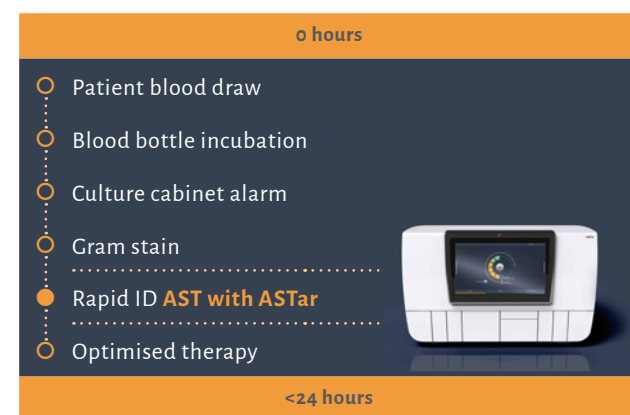 0 hours
Patient blood draw
Blood bottle incubation
Culture cabinet alarm
Gram stain
Rapid ID AST with ASTar
Optimised therapy
<24 hours